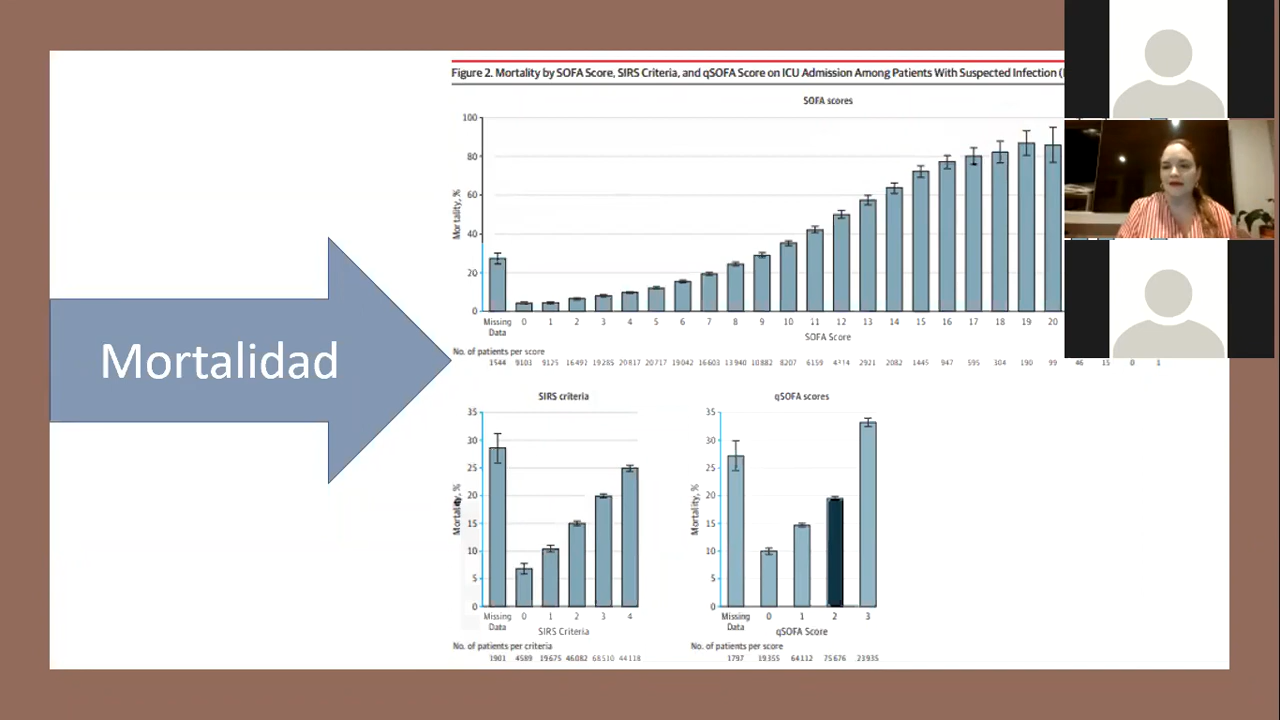 Mortalidad
Figure 2. Mortality by SOFA Score, SIRS Criteria, and qSOFA Score on ICU Admission Among Patients With Suspected Infection
SOFA scores
100
80
60
40
20
0
Mortality, %
Missing Data 0 1 2 3 4 5 6 7 8 9 10 11 12 13 14 15 16 17 18 19 20
SOFA Score
No. of patients per score
1544 9103 9125 16492 19285 20817 20717 19042 16603 13940 10882 8207 6159 2921 2082 1445 947 595 304 190 99 46 15 0 1
SIRS criteria
35
30
25
20
15
10
5
0
Mortality, %
Missing Data 0 1 2 3 4
SIRS Criteria
No. of patients per criteria
1901 4589 19675 46082 68510 44118
qSOFA scores
35
30
25
20
15
10
5
0
Mortality, %
Missing Data 0 1 2 3
qSOFA Score
No. of patients per score
1797 19355 64112 75676 23935